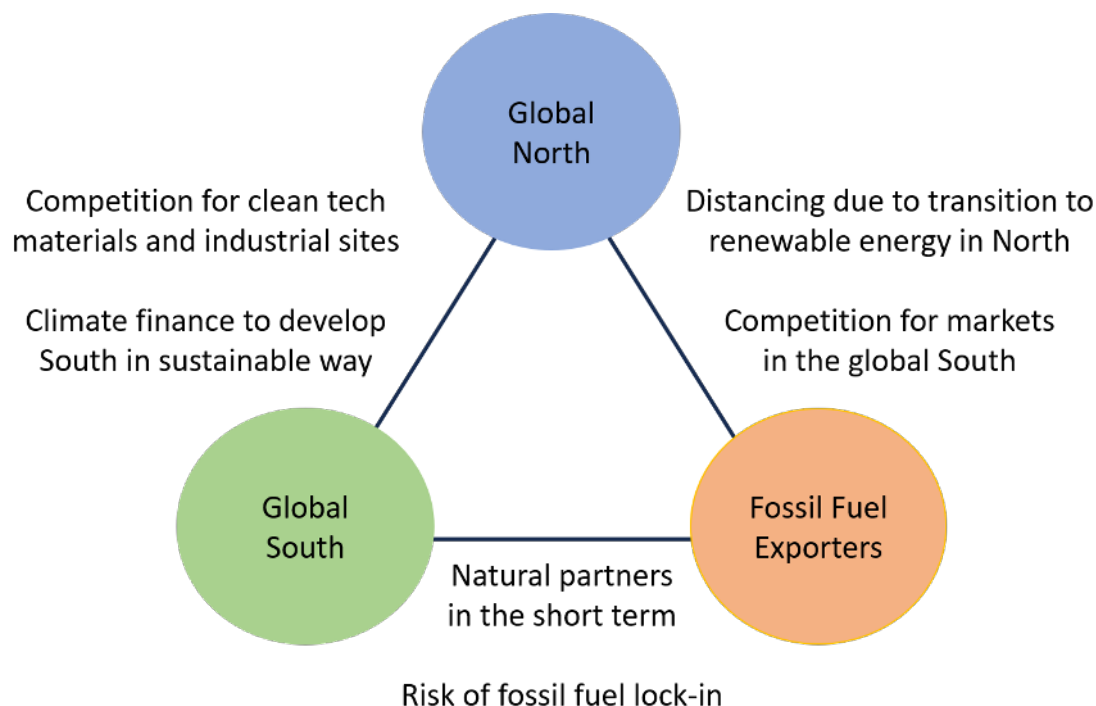 Global
North
Competition for clean tech
materials and industrial sites
Distancing due to transition to
renewable energy in North
Climate finance to develop
South in sustainable way
Competition for markets
in the global South
Global
South
Fossil Fuel
Exporters
Natural partners
in the short term
Risk of fossil fuel lock-in